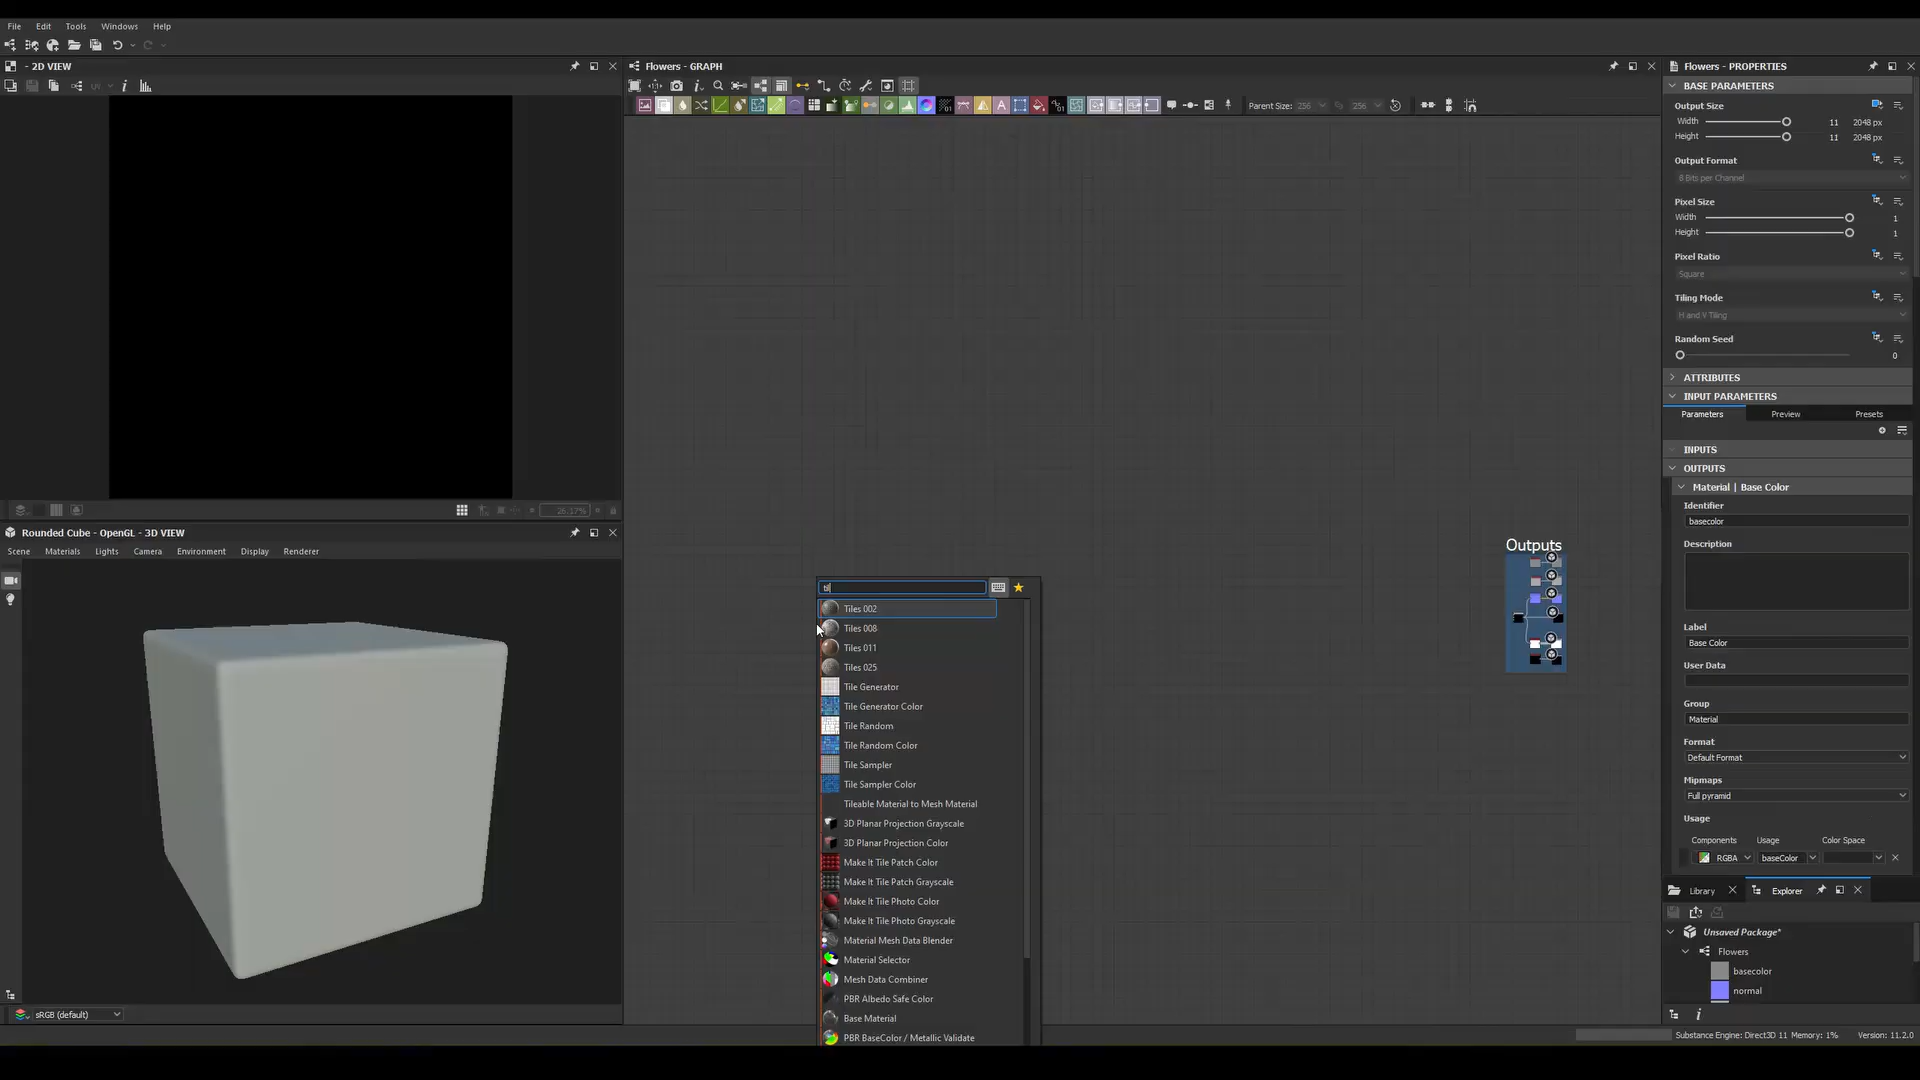 File Edit Tools Windows Help
- 2D VIEW
26.17%
Rounded Cube - OpenGL - 3D VIEW
Scene Materials Lights Camera Environment Display Renderer
sRGB (default)
Flowers - GRAPH
Parent Size: 256 256
Outputs
til
Tiles 002
Tiles 008
Tiles 011
Tiles 025
Tile Generator
Tile Generator Color
Tile Random
Tile Random Color
Tile Sampler
Tile Sampler Color
Tileable Material to Mesh Material
3D Planar Projection Grayscale
3D Planar Projection Color
Make It Tile Patch Color
Make It Tile Patch Grayscale
Make It Tile Photo Color
Make It Tile Photo Grayscale
Material Mesh Data Blender
Material Selector
Mesh Data Combiner
PBR Albedo Safe Color
Base Material
PBR BaseColor / Metallic Validate
Flowers - PROPERTIES
BASE PARAMETERS
Output Size
Width 11 2048 px
Height 11 2048 px
Output Format
8 Bits per Channel
Pixel Size
Width 1
Height 1
Pixel Ratio
Square
Tiling Mode
H and V Tiling
Random Seed
0
ATTRIBUTES
INPUT PARAMETERS
Parameters Preview Presets
INPUTS
OUTPUTS
Material | Base Color
Identifier
basecolor
Description
Label
Base Color
User Data
Group
Material
Format
Default Format
Mipmaps
Full pyramid
Usage
Components Usage Color Space
RGBA baseColor
Library Explorer
Unsaved Package*
Flowers
basecolor
normal
Substance Engine: Direct3D 11 Memory: 1% Version: 11.2.0